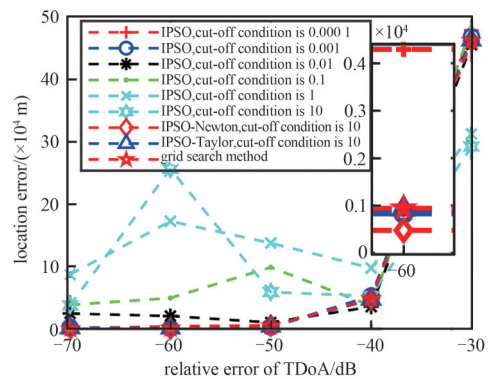 50
40
30
20
10
0
location error/(×10⁴ m)
IPSO,cut-off condition is 0.000 1
IPSO,cut-off condition is 0.001
IPSO,cut-off condition is 0.01
IPSO,cut-off condition is 0.1
IPSO,cut-off condition is 1
IPSO,cut-off condition is 10
IPSO-Newton,cut-off condition is 10
IPSO-Taylor,cut-off condition is 10
grid search method
×10⁴
0.4
0.3
0.2
0.1
0
−60
−70 −60 −50 −40 −30
relative error of TDoA/dB